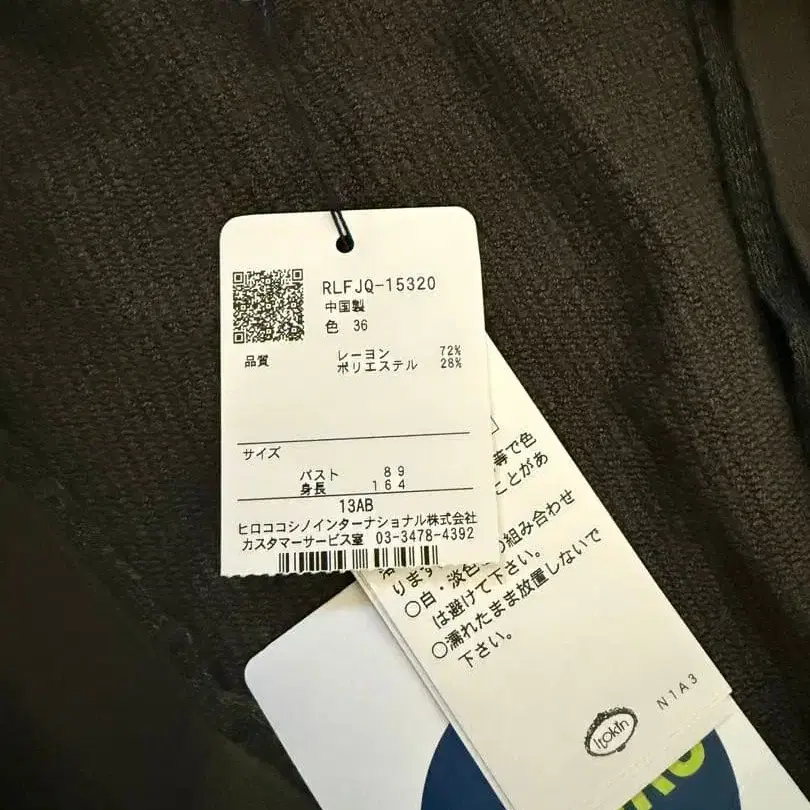 RLFJQ-15320
中国製
色 36
品質
レーヨン 72%
ポリエステル 28%
サイズ
バスト 89
身長 164
13AB
ヒロココシノインターナショナル株式会社
カスタマーサービス室 03-3478-4392
等で色
ことがあ
ります
○白・淡色 の組み合わせ
は避けて下さい。
○濡れたまま放置しないで
下さい。
Itokin
N1A3